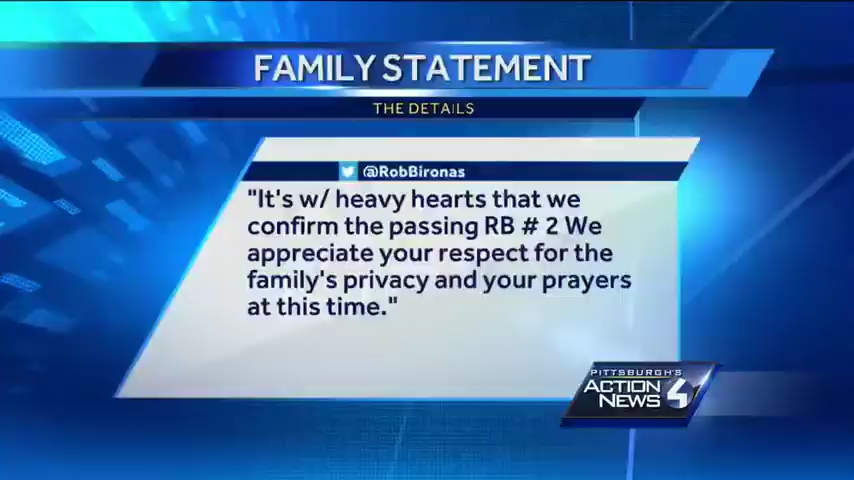 FAMILY STATEMENT
THE DETAILS
@RobBironas
"It's w/ heavy hearts that we
confirm the passing RB # 2 We
appreciate your respect for the
family's privacy and your prayers
at this time."
PITTSBURGH'S
ACTION
NEWS 4